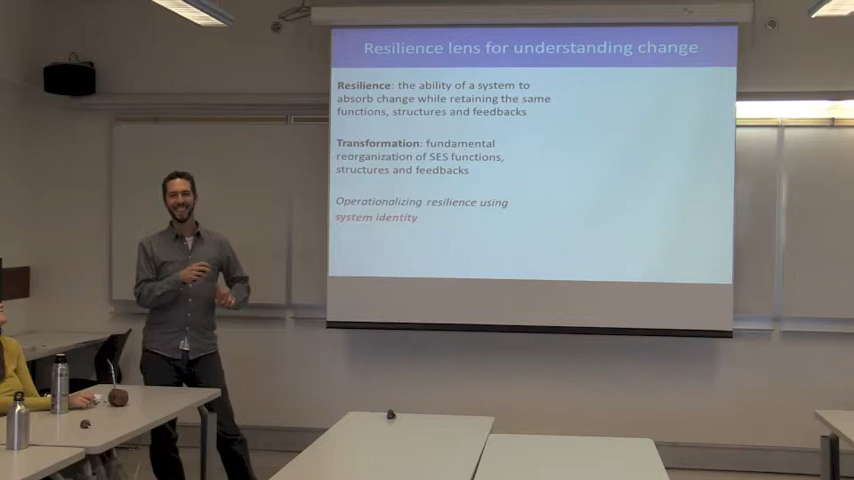 Resilience lens for understanding change
Resilience: the ability of a system to
absorb change while retaining the same
functions, structures and feedbacks
Transformation: fundamental
reorganization of SES functions,
structures and feedbacks
Operationalizing resilience using
system identity